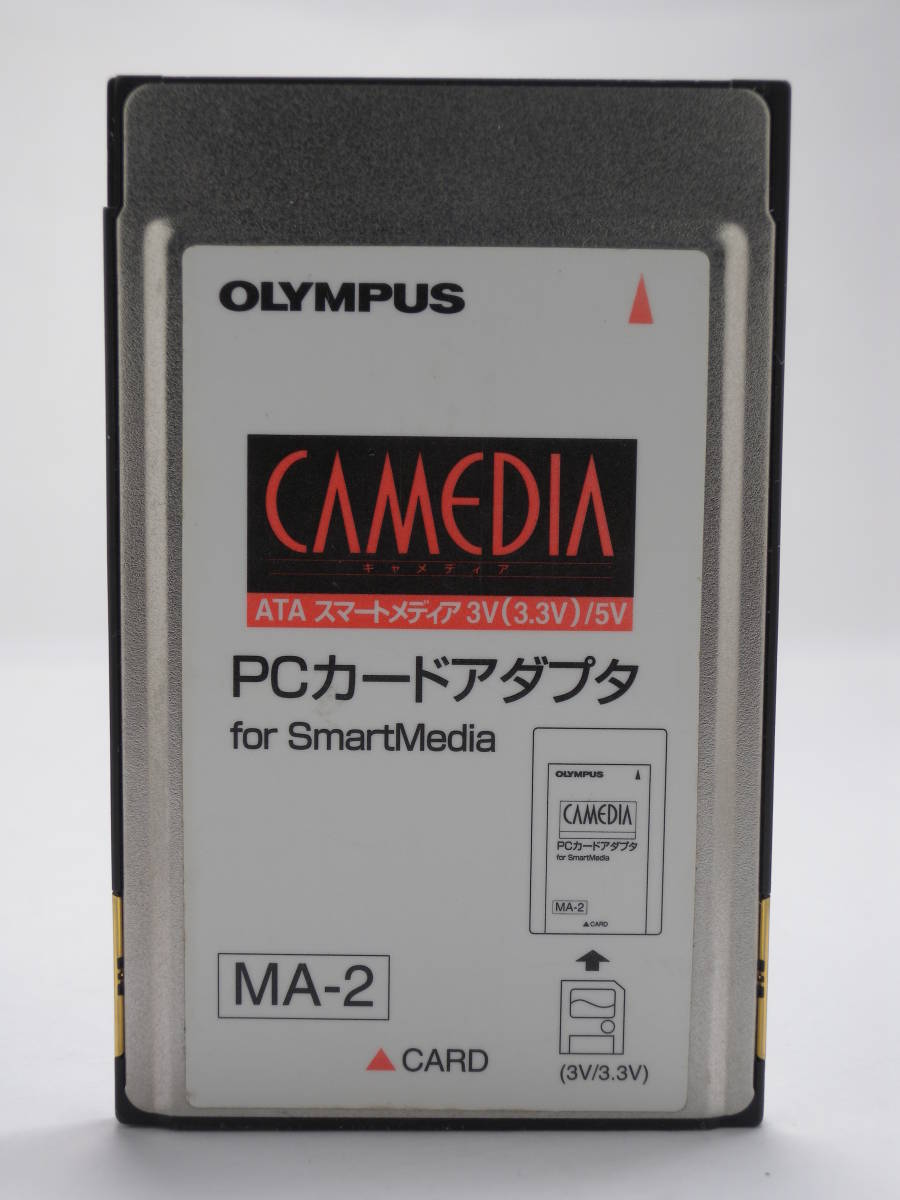 OLYMPUS
CAMEDIA
キャメディア
ATA スマートメディア 3V(3.3V)/5V
PCカードアダプタ
for SmartMedia
OLYMPUS
CAMEDIA
PCカードアダプタ
for SmartMedia
MA-2
▲CARD
MA-2
▲ CARD
(3V/3.3V)